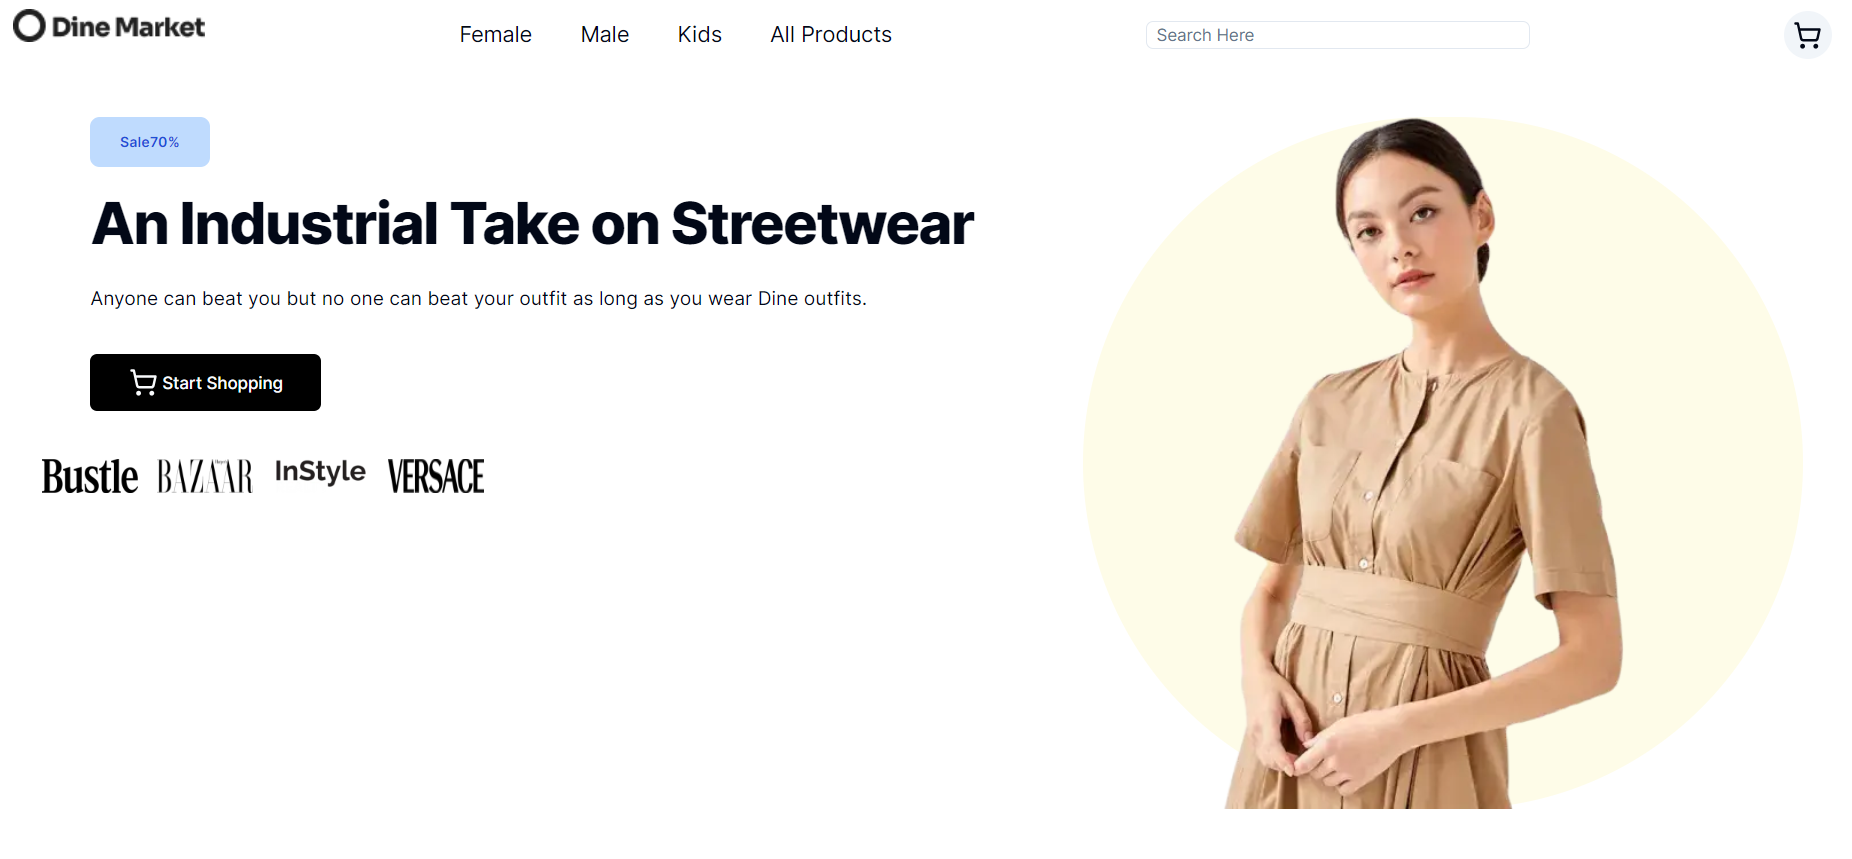 Dine Market
Female
Male
Kids
All Products
Search Here
Sale70%
An Industrial Take on Streetwear
Anyone can beat you but no one can beat your outfit as long as you wear Dine outfits.
Start Shopping
Bustle
BAZAAR
InStyle
VERSACE